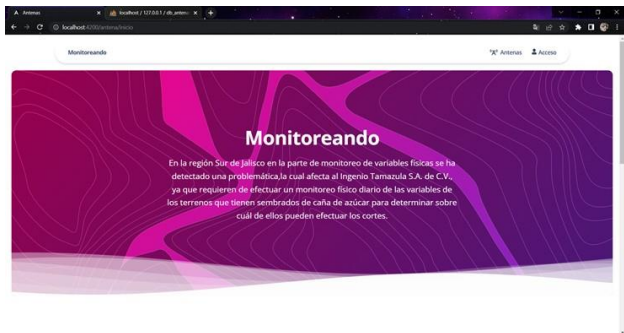 Antenas
localhost / 127.0.0.1 / db_antena
localhost:4200/antena/inicio
Monitoreando
Antenas Acceso
Monitoreando
En la región Sur de Jalisco en la parte de monitoreo de variables físicas se ha
detectado una problemática,la cual afecta al Ingenio Tamazula S.A. de C.V.,
ya que requieren de efectuar un monitoreo físico diario de las variables de
los terrenos que tienen sembrados de caña de azúcar para determinar sobre
cuál de ellos pueden efectuar los cortes.